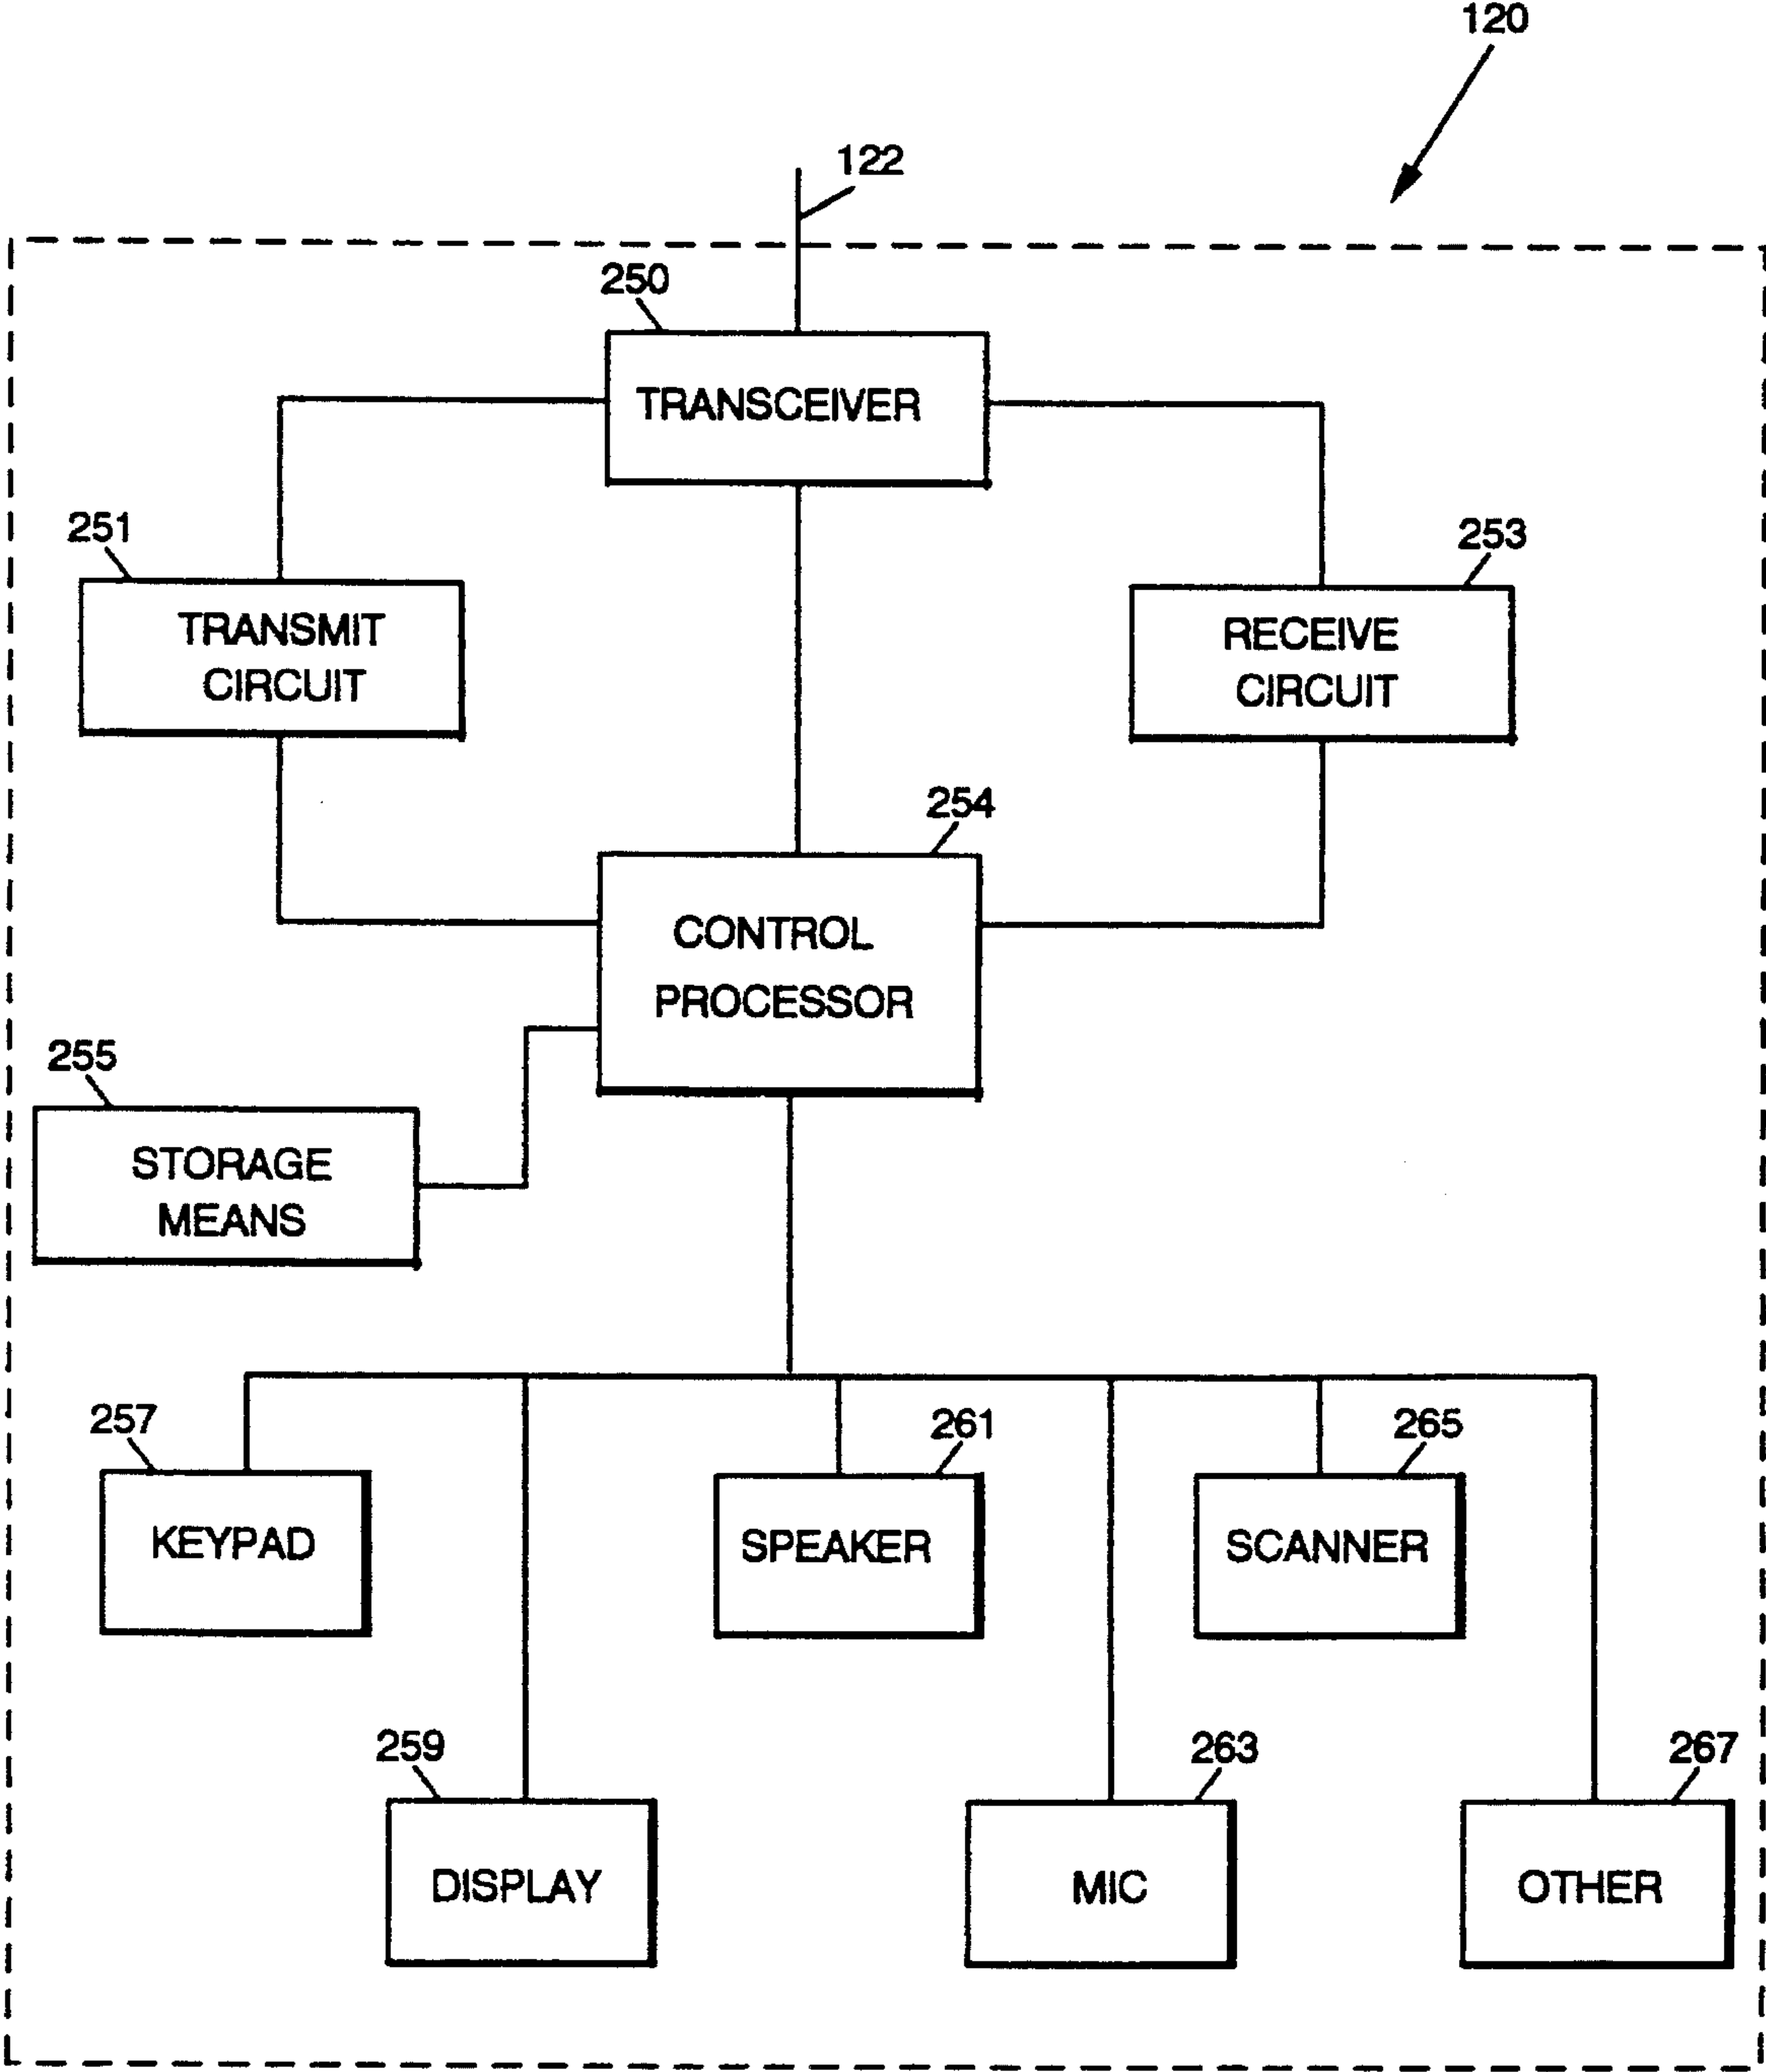 120
122
250
TRANSCEIVER
251
253
TRANSMIT
CIRCUIT
RECEIVE
CIRCUIT
254
CONTROL
PROCESSOR
255
STORAGE
MEANS
257
261
265
KEYPAD
SPEAKER
SCANNER
259
263
267
DISPLAY
MIC
OTHER